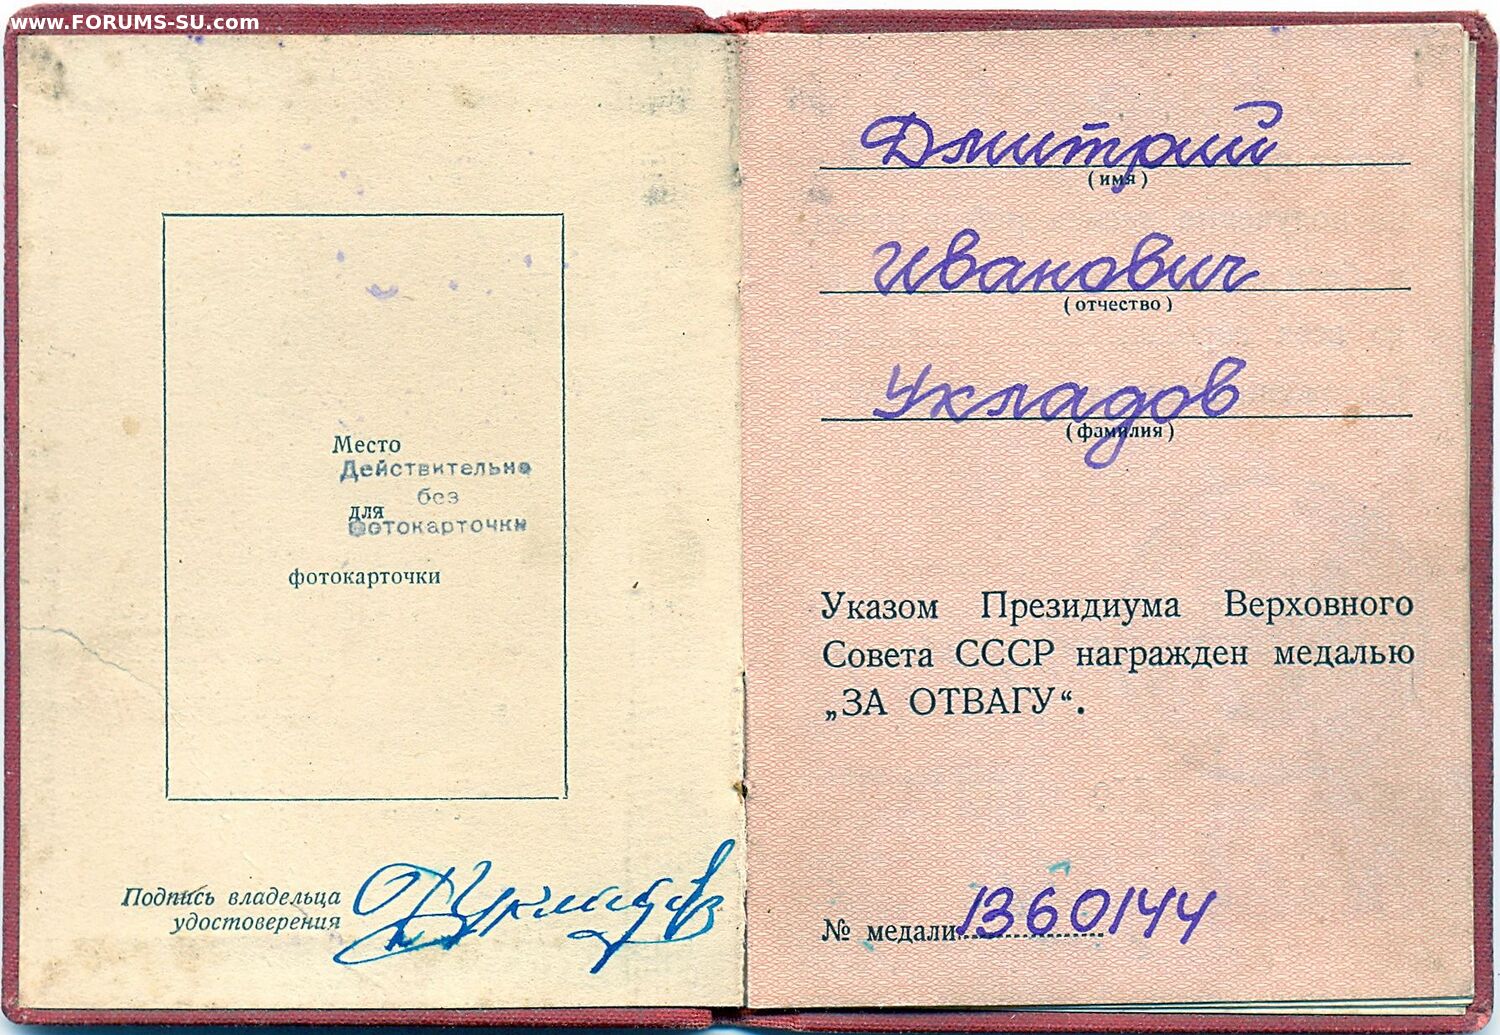 www.FORUMS-SU.com
Место
Действительно
без
для
Фотокарточки
фотокарточки
Подпись владельца
удостоверения
Укладов
Дмитрий
(имя)
Иванович
(отчество)
Укладов
(фамилия)
Указом Президиума Верховного
Совета СССР награжден медалью
„ЗА ОТВАГУ“.
№ медали 1360144